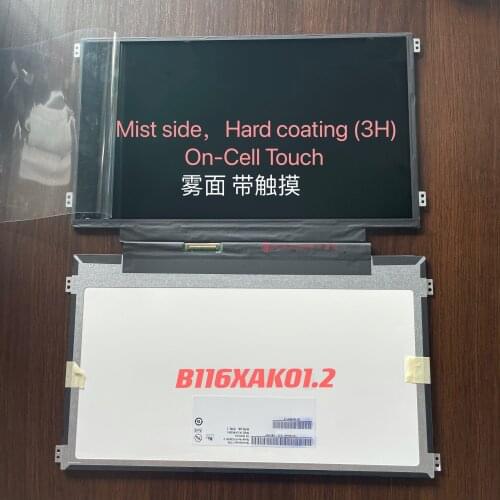 Mist side，Hard coating (3H)
On-Cell Touch
雾面 带触摸
B116XAK01.2